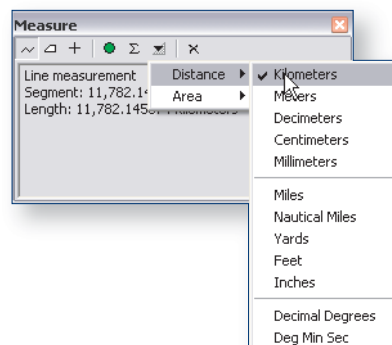 Measure
Line measurement
Segment: 11,782.14
Length: 11,782.145
Distance
Area
Kilometers
Meters
Decimeters
Centimeters
Millimeters
Miles
Nautical Miles
Yards
Feet
Inches
Decimal Degrees
Deg Min Sec